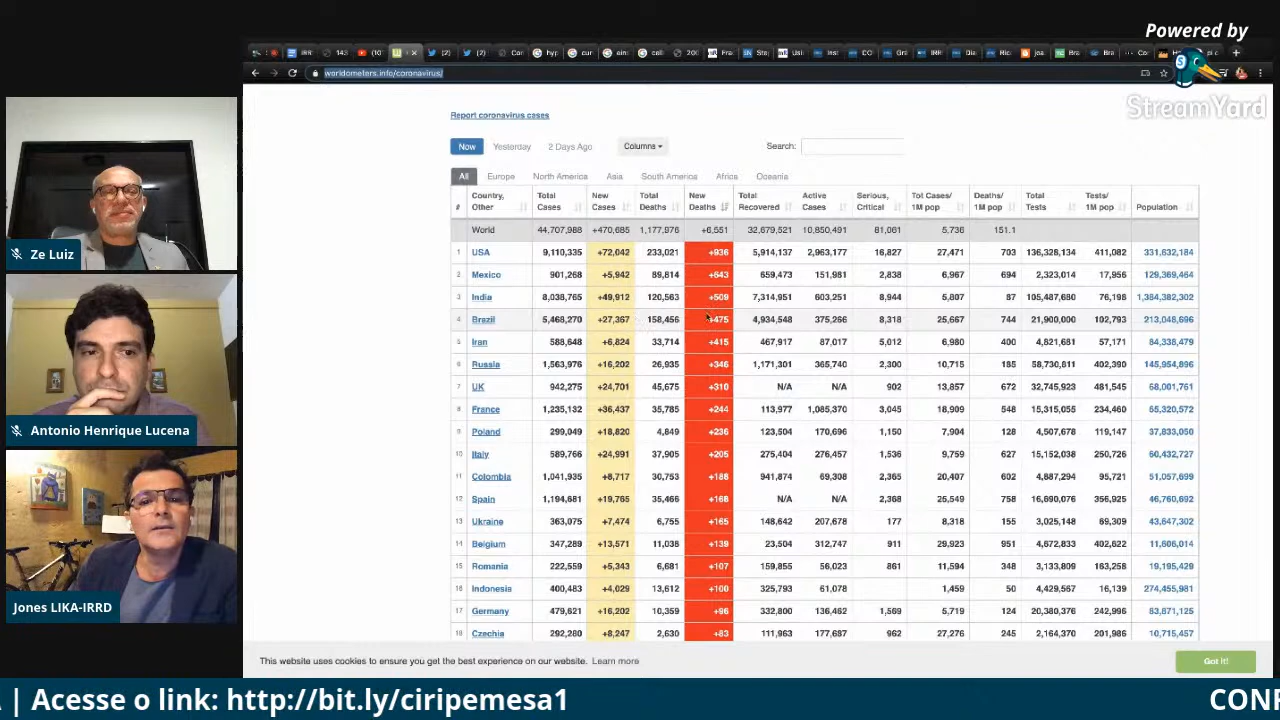 Powered by
StreamYard
worldometers.info/coronavirus/
Report coronavirus cases
Now Yesterday 2 Days Ago Columns Search:
All Europe North America Asia South America Africa Oceania
# Country, Other Total Cases New Cases Total Deaths New Deaths Total Recovered Active Cases Serious, Critical Tot Cases/ 1M pop Deaths/ 1M pop Total Tests Tests/ 1M pop Population
World 44,707,988 +470,685 1,177,976 +6,551 32,679,521 10,850,491 81,061 5,736 151.1
1 USA 9,110,335 +72,042 233,021 +936 5,914,137 2,963,177 16,827 27,471 703 136,328,134 411,082 331,632,184
2 Mexico 901,268 +5,942 89,814 +543 659,473 151,981 2,838 6,967 694 2,323,014 17,956 129,369,464
3 India 8,038,765 +49,912 120,563 +509 7,314,951 603,251 8,944 5,807 87 105,487,680 76,198 1,384,382,302
4 Brazil 5,468,270 +27,367 158,456 +475 4,934,548 375,266 8,318 25,667 744 21,900,000 102,793 213,048,696
5 Iran 588,648 +6,824 33,714 +415 467,917 87,017 5,012 6,980 400 4,821,681 57,171 84,338,479
6 Russia 1,563,976 +16,202 26,935 +346 1,171,301 365,740 2,300 10,715 185 58,730,811 402,390 145,954,896
7 UK 942,275 +24,701 45,675 +310 N/A N/A 902 13,857 672 32,745,923 481,545 68,001,761
8 France 1,235,132 +36,437 35,785 +244 113,977 1,085,370 3,045 18,909 548 15,315,055 234,460 65,320,572
9 Poland 299,049 +18,820 4,849 +236 123,504 170,696 1,150 7,904 128 4,507,678 119,147 37,833,050
10 Italy 589,766 +24,991 37,905 +205 275,404 276,457 1,536 9,759 627 15,152,038 250,726 60,432,727
11 Colombia 1,041,935 +8,717 30,753 +188 941,874 69,308 2,365 20,407 602 4,887,294 95,721 51,057,699
12 Spain 1,194,681 +19,765 35,466 +168 N/A N/A 2,368 25,549 758 16,690,076 356,925 46,760,692
13 Ukraine 363,075 +7,474 6,755 +165 148,642 207,678 177 8,318 155 3,025,148 69,309 43,647,302
14 Belgium 347,289 +13,571 11,038 +139 23,504 312,747 911 29,923 951 4,672,833 402,622 11,606,014
15 Romania 222,559 +5,343 6,681 +107 159,855 56,023 861 11,594 348 3,133,809 163,258 19,195,429
16 Indonesia 400,483 +4,029 13,612 +100 325,793 61,078 1,459 50 4,429,567 16,139 274,455,981
17 Germany 479,621 +16,202 10,359 +96 332,800 136,462 1,569 5,719 124 20,380,376 242,996 83,871,125
18 Czechia 292,280 +8,247 2,630 +83 111,963 177,687 962 27,276 245 2,164,370 201,986 10,715,457
This website uses cookies to ensure you get the best experience on our website. Learn more
Got it!
Ze Luiz
Antonio Henrique Lucena
Jones LIKA-IRRD
| Acesse o link: http://bit.ly/ciripemesa1